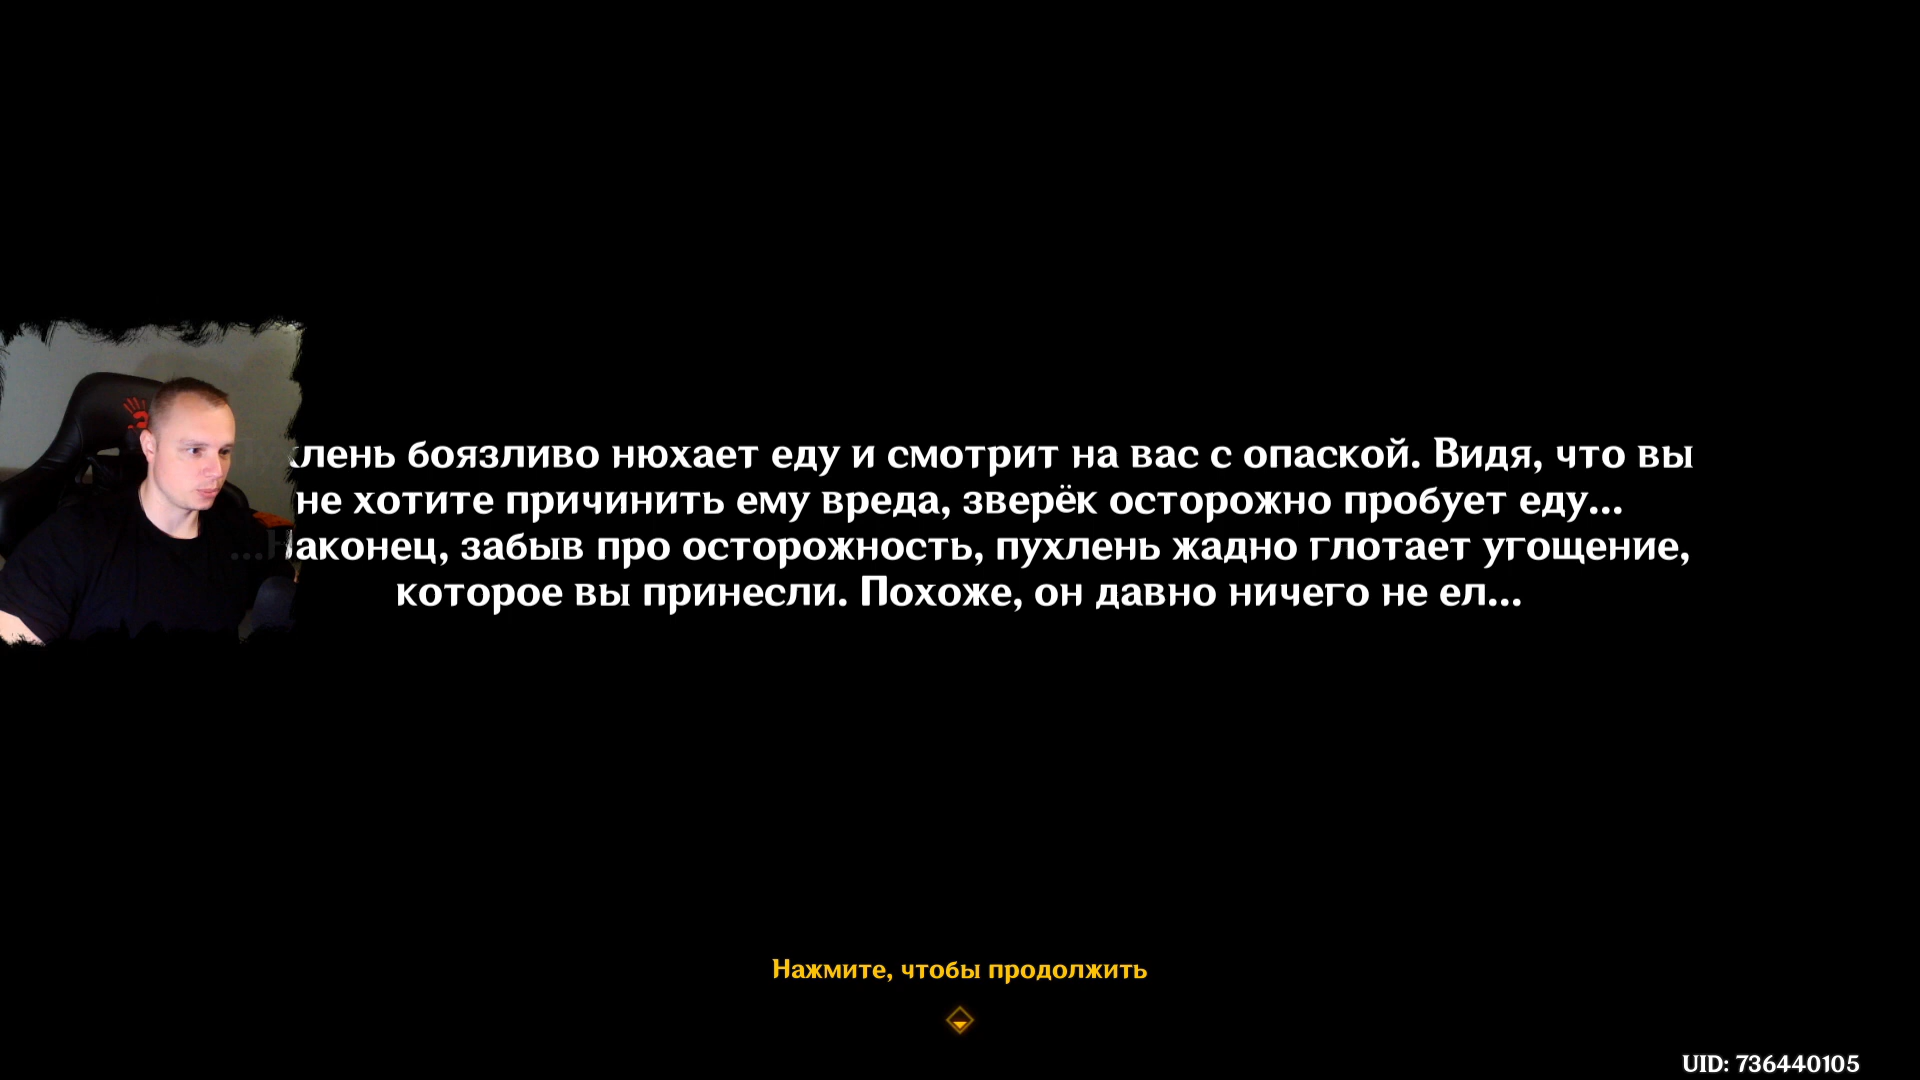 боязливо нюхает еду и смотрит на вас с опаской. Видя, что вы
не хотите причинить ему вреда, зверёк осторожно пробует еду...
...Наконец, забыв про осторожность, пухлень жадно глотает угощение,
которое вы принесли. Похоже, он давно ничего не ел...
Нажмите, чтобы продолжить
UID: 736440105